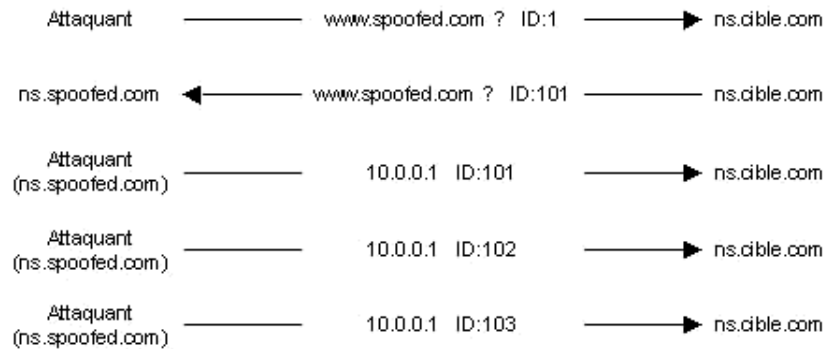 Attaquant www.spoofed.com ? ID:1 ns.cible.com
ns.spoofed.com www.spoofed.com ? ID:101 ns.cible.com
Attaquant
(ns.spoofed.com) 10.0.0.1 ID:101 ns.cible.com
Attaquant
(ns.spoofed.com) 10.0.0.1 ID:102 ns.cible.com
Attaquant
(ns.spoofed.com) 10.0.0.1 ID:103 ns.cible.com